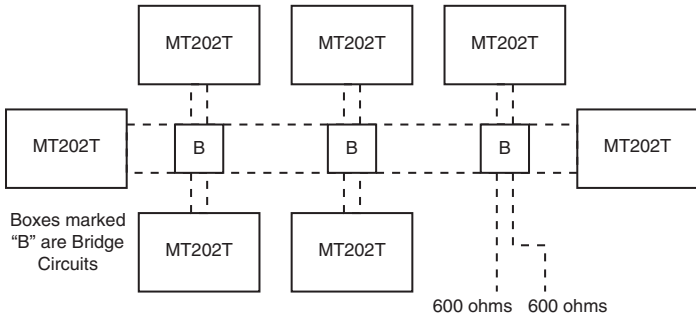 MT202T
MT202T
MT202T
MT202T
B
B
B
MT202T
Boxes marked
“B” are Bridge
Circuits
MT202T
MT202T
600 ohms
600 ohms